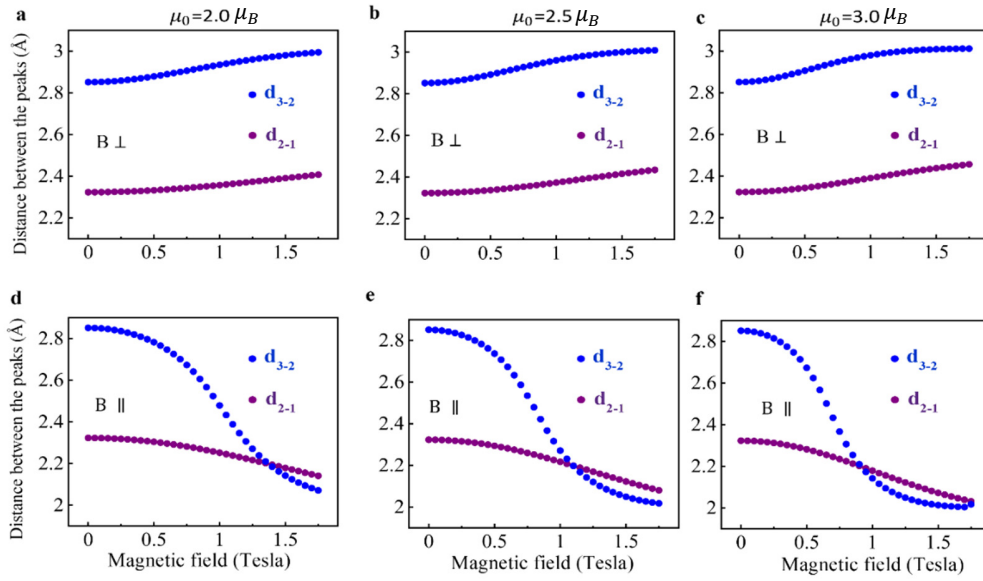 a μ₀=2.0 μ_B b μ₀=2.5 μ_B c μ₀=3.0 μ_B
Distance between the peaks (Å)
3
2.8
2.6
2.4
2.2
d₃₋₂
d₂₋₁
B ⊥
0 0.5 1 1.5
3
2.8
2.6
2.4
2.2
d₃₋₂
d₂₋₁
B ⊥
0 0.5 1 1.5
3
2.8
2.6
2.4
2.2
d₃₋₂
d₂₋₁
B ⊥
0 0.5 1 1.5
d e f
Distance between the peaks (Å)
2.8
2.6
2.4
2.2
2
d₃₋₂
d₂₋₁
B ∥
0 0.5 1 1.5
Magnetic field (Tesla)
2.8
2.6
2.4
2.2
2
d₃₋₂
d₂₋₁
B ∥
0 0.5 1 1.5
Magnetic field (Tesla)
2.8
2.6
2.4
2.2
2
d₃₋₂
d₂₋₁
B ∥
0 0.5 1 1.5
Magnetic field (Tesla)